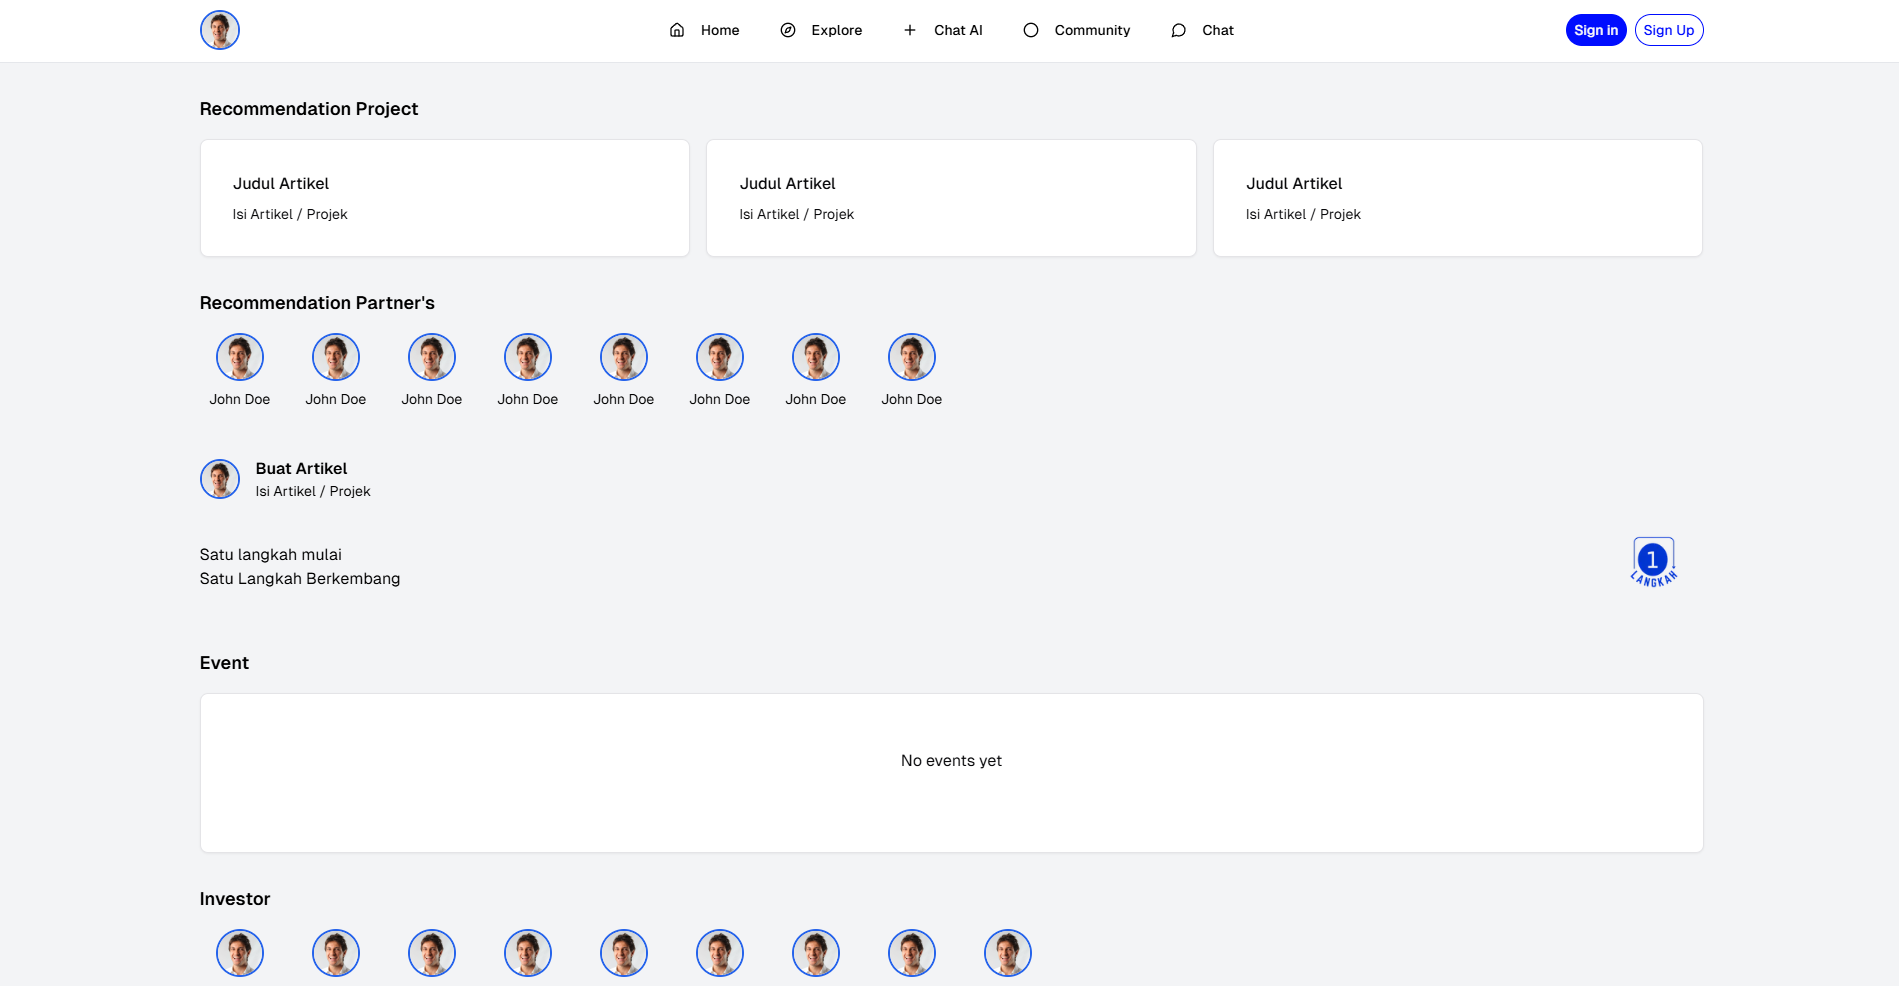 Home
Explore
Chat AI
Community
Chat
Sign in
Sign Up
Recommendation Project
Judul Artikel
Isi Artikel / Projek
Judul Artikel
Isi Artikel / Projek
Judul Artikel
Isi Artikel / Projek
Recommendation Partner's
John Doe
John Doe
John Doe
John Doe
John Doe
John Doe
John Doe
John Doe
Buat Artikel
Isi Artikel / Projek
Satu langkah mulai
Satu Langkah Berkembang
1
LANGKAH
Event
No events yet
Investor